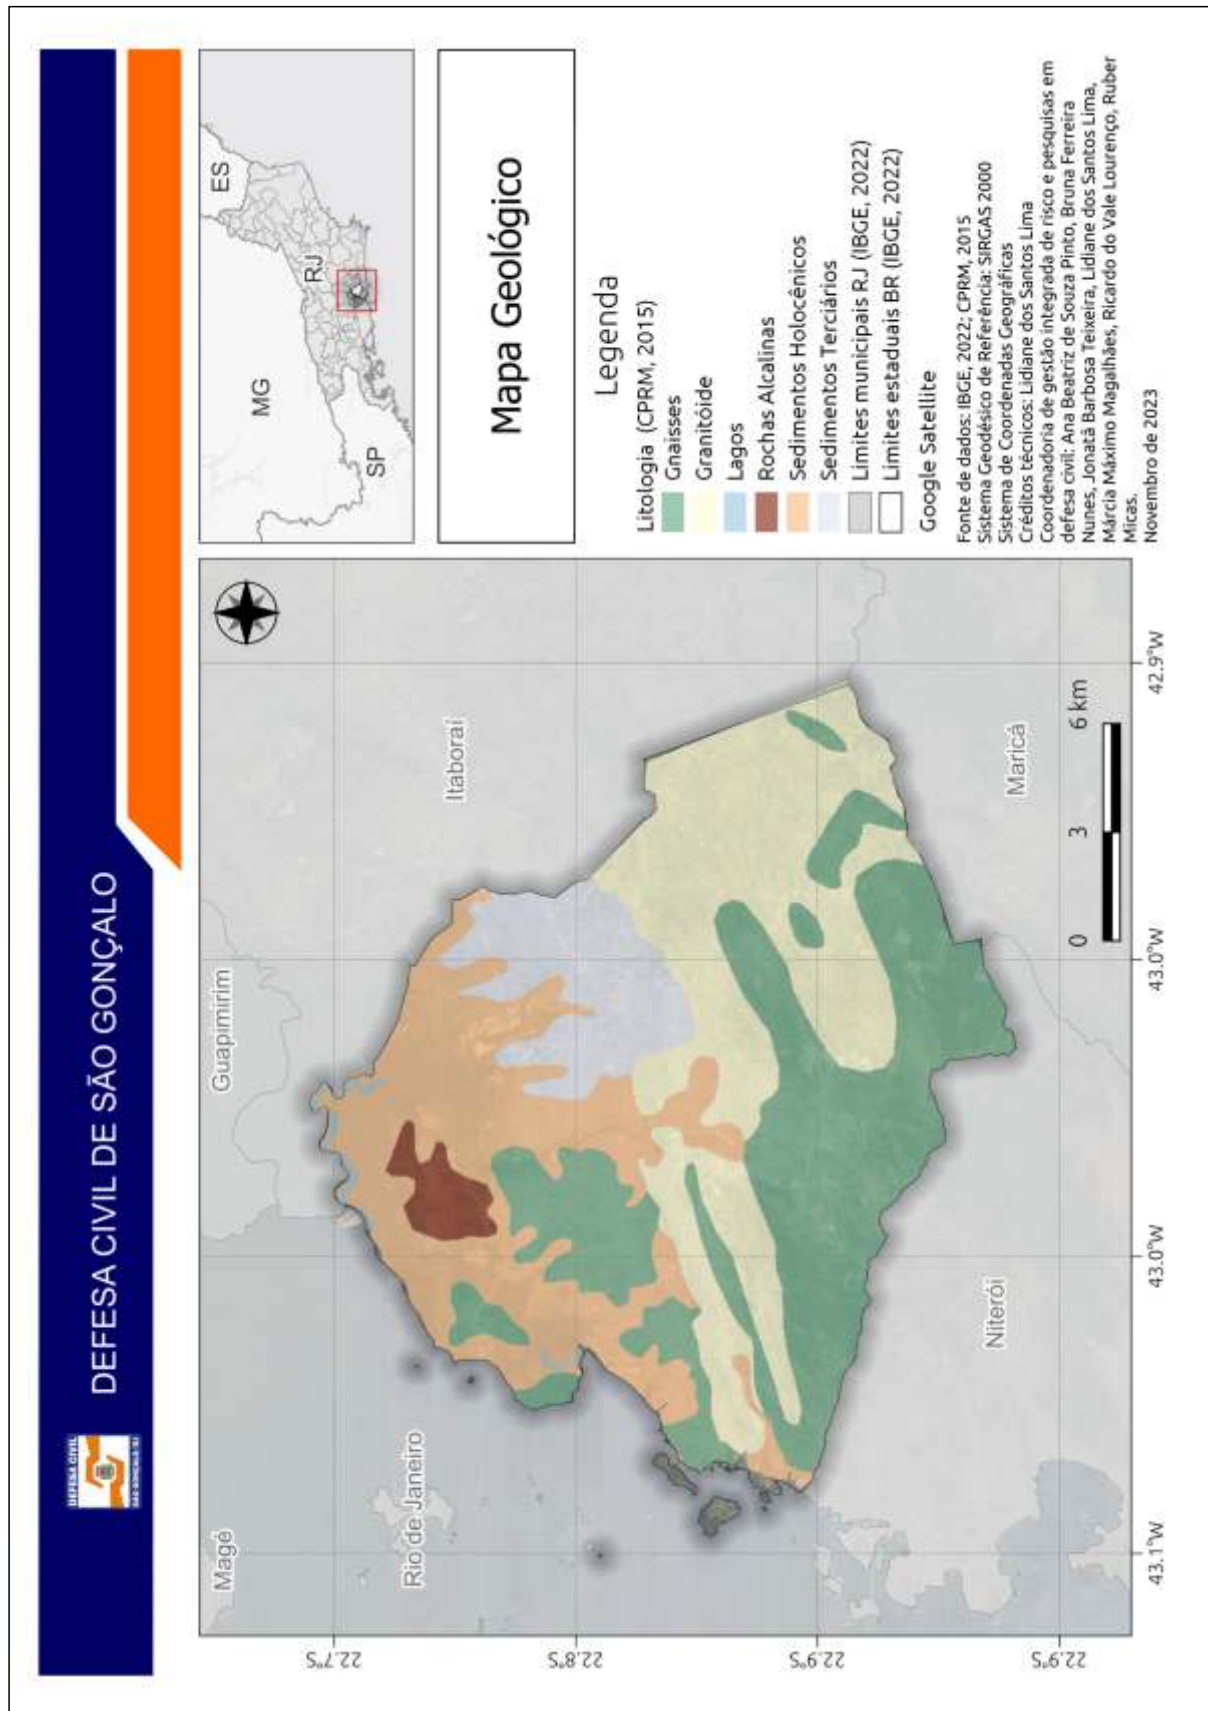 DEFESA CIVIL DE SÃO GONÇALO
DEFESA CIVIL
SÃO GONÇALO - RJ
Magé
Guapimirim
Rio de Janeiro
Itaboraí
Niterói
Maricá
0 3 6 km
22.7°S
22.8°S
22.9°S
22.9°S
43.1°W
43.0°W
43.0°W
42.9°W
MG
ES
RJ
SP
Mapa Geológico
Legenda
Litologia (CPRM, 2015)
Gnaisses
Granitóide
Lagos
Rochas Alcalinas
Sedimentos Holocênicos
Sedimentos Terciários
Limites municipais RJ (IBGE, 2022)
Limites estaduais BR (IBGE, 2022)
Google Satellite
Fonte de dados: IBGE, 2022; CPRM, 2015
Sistema Geodésico de Referência: SIRGAS 2000
Sistema de Coordenadas Geográficas
Créditos técnicos: Lidiane dos Santos Lima
Coordenadoria de gestão integrada de risco e pesquisas em
defesa civil: Ana Beatriz de Souza Pinto, Bruna Ferreira
Nunes, Jonatã Barbosa Teixeira, Lidiane dos Santos Lima,
Márcia Máximo Magalhães, Ricardo do Vale Lourenço, Ruber
Micas.
Novembro de 2023